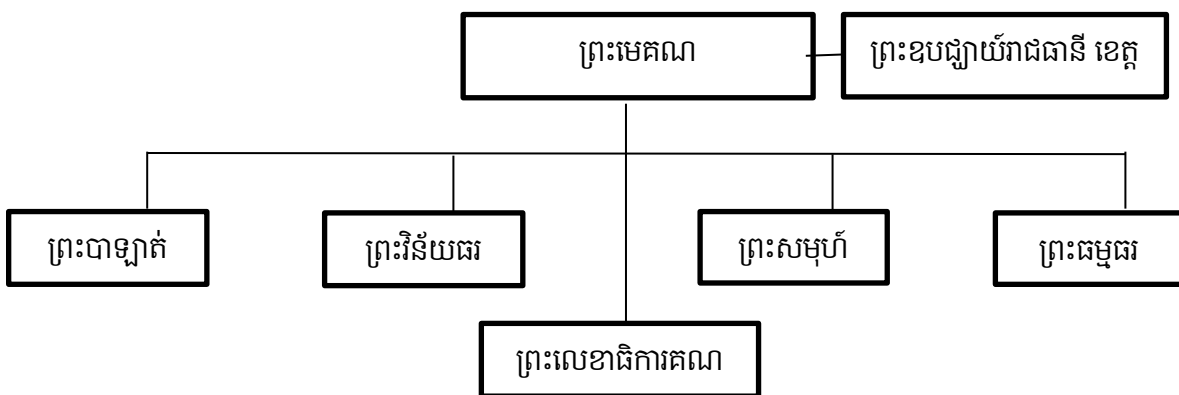 ព្រះមេគណ
ព្រះឧបជ្ឈាយ៍រាជធានី ខេត្ត
ព្រះបាឡាត់
ព្រះវិន័យធរ
ព្រះសមុហ៍
ព្រះធម្មធរ
ព្រះលេខាធិការគណ